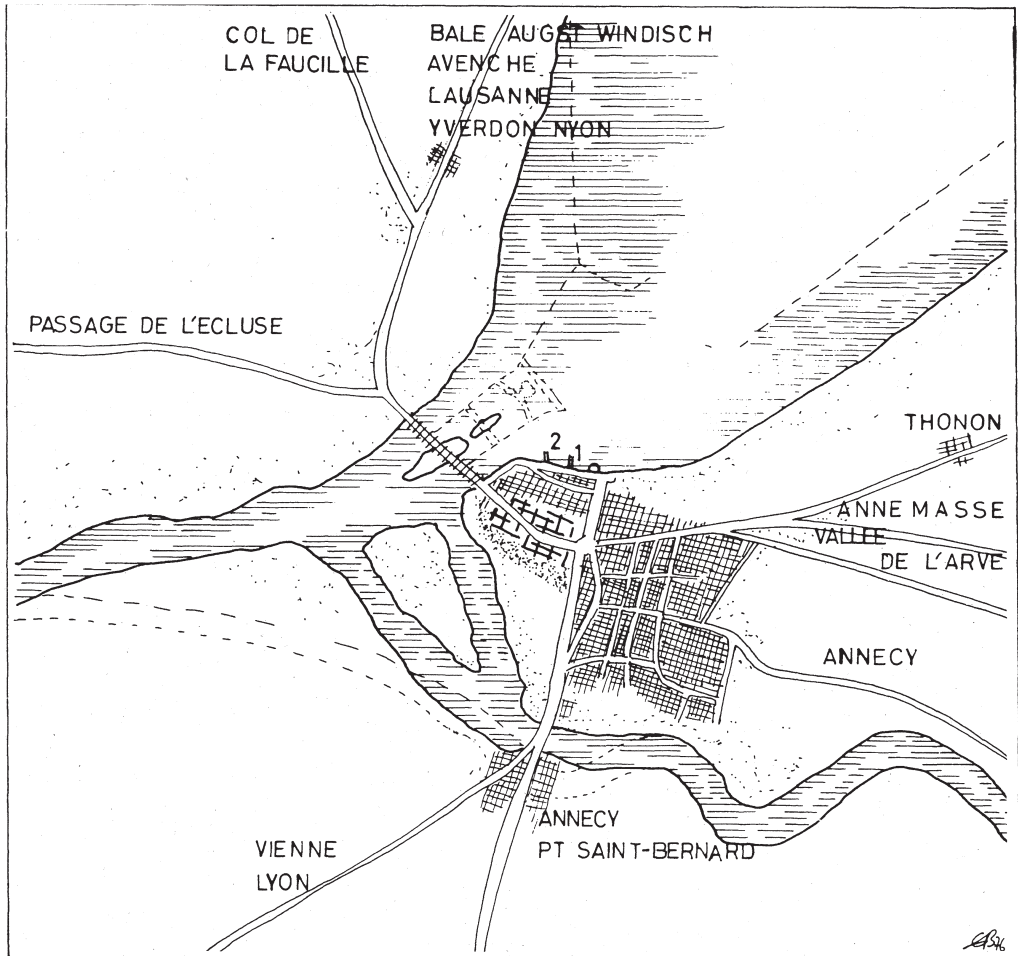 COL DE
LA FAUCILLE
BALE AUGST WINDISCH
AVENCHE
LAUSANNE
YVERDON NYON
PASSAGE DE L'ECLUSE
THONON
2
1
ANNEMASSE
VALLEE
DE L'ARVE
ANNECY
ANNECY
PT SAINT-BERNARD
VIENNE
LYON